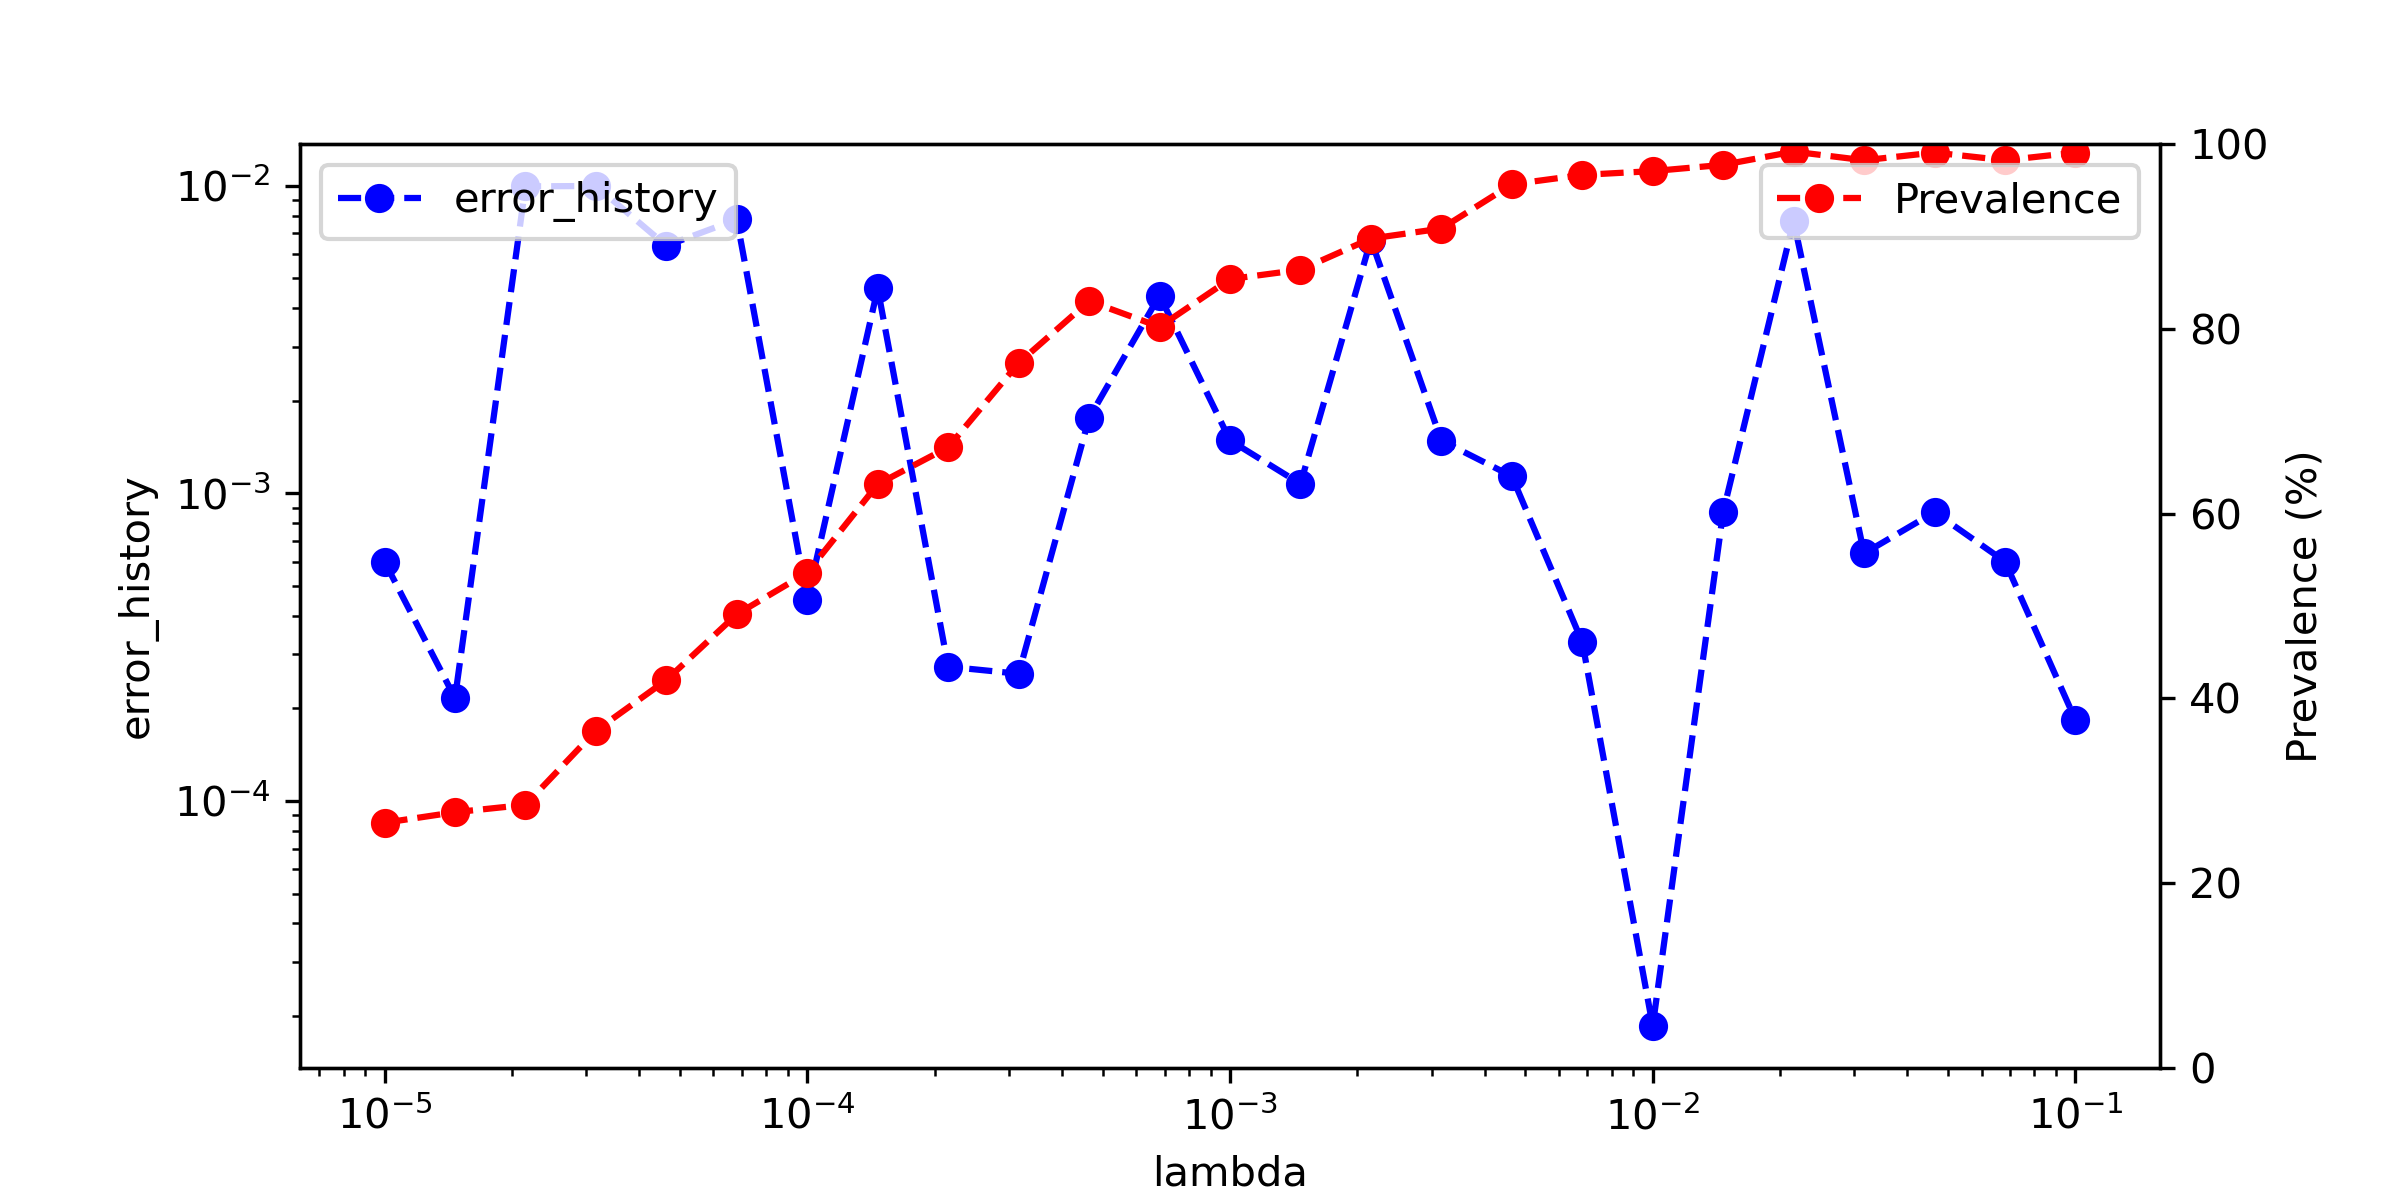 error_history
Prevalence
10⁻²
10⁻³
10⁻⁴
error_history
100
80
60
40
20
0
Prevalence (%)
10⁻⁵
10⁻⁴
10⁻³
10⁻²
10⁻¹
lambda